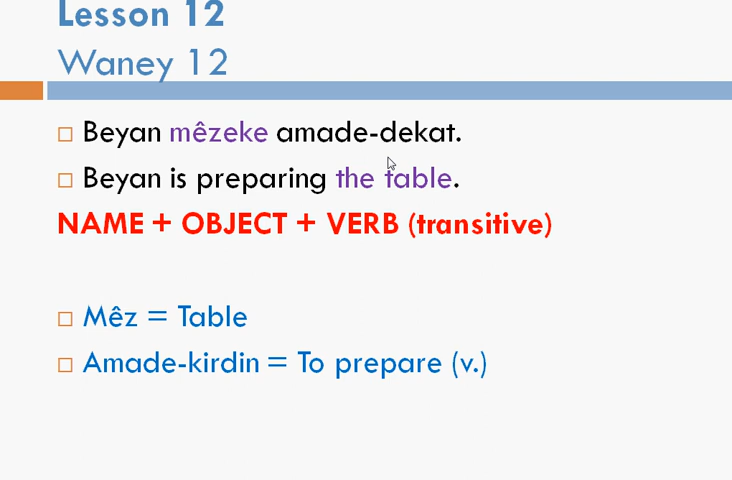 Lesson 12
Waney 12
Beyan mêzeke amade-dekat.
Beyan is preparing the table.
NAME + OBJECT + VERB (transitive)
Mêz = Table
Amade-kirdin = To prepare (v.)